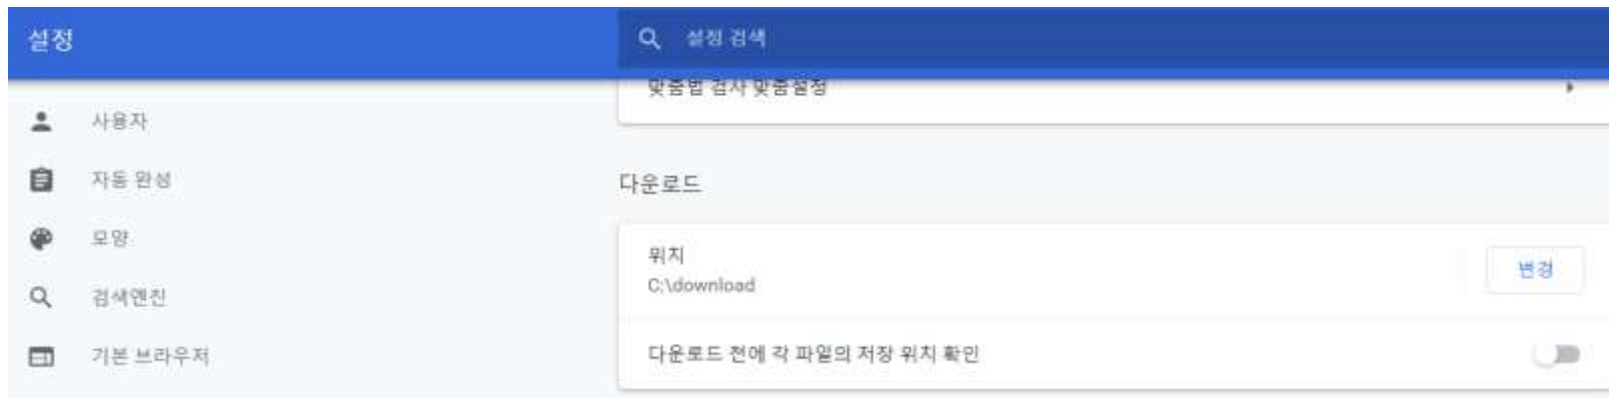 설정
설정 검색
사용자
자동 완성
모양
검색엔진
기본 브라우저
맞춤법 검사 맞춤설정
다운로드
위치
C:\download
변경
다운로드 전에 각 파일의 저장 위치 확인